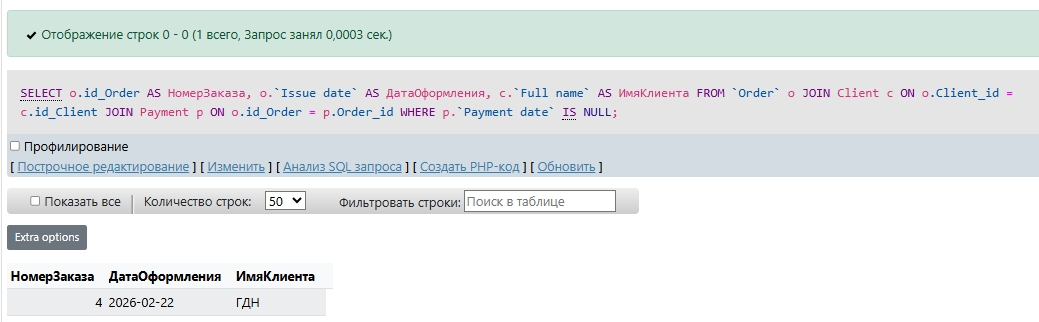 Отображение строк 0 - 0 (1 всего, Запрос занял 0,0003 сек.)
SELECT o.id_Order AS НомерЗаказа, o.`Issue date` AS ДатаОформления, c.`Full name` AS ИмяКлиента FROM `Order` o JOIN Client c ON o.Client_id =
c.id_Client JOIN Payment p ON o.id_Order = p.Order_id WHERE p.`Payment date` IS NULL;
Профилирование
[ Построчное редактирование ] [ Изменить ] [ Анализ SQL запроса ] [ Создать PHP-код ] [ Обновить ]
Показать все Количество строк: 50 Фильтровать строки: Поиск в таблице
Extra options
НомерЗаказа ДатаОформления ИмяКлиента
4 2026-02-22 ГДН